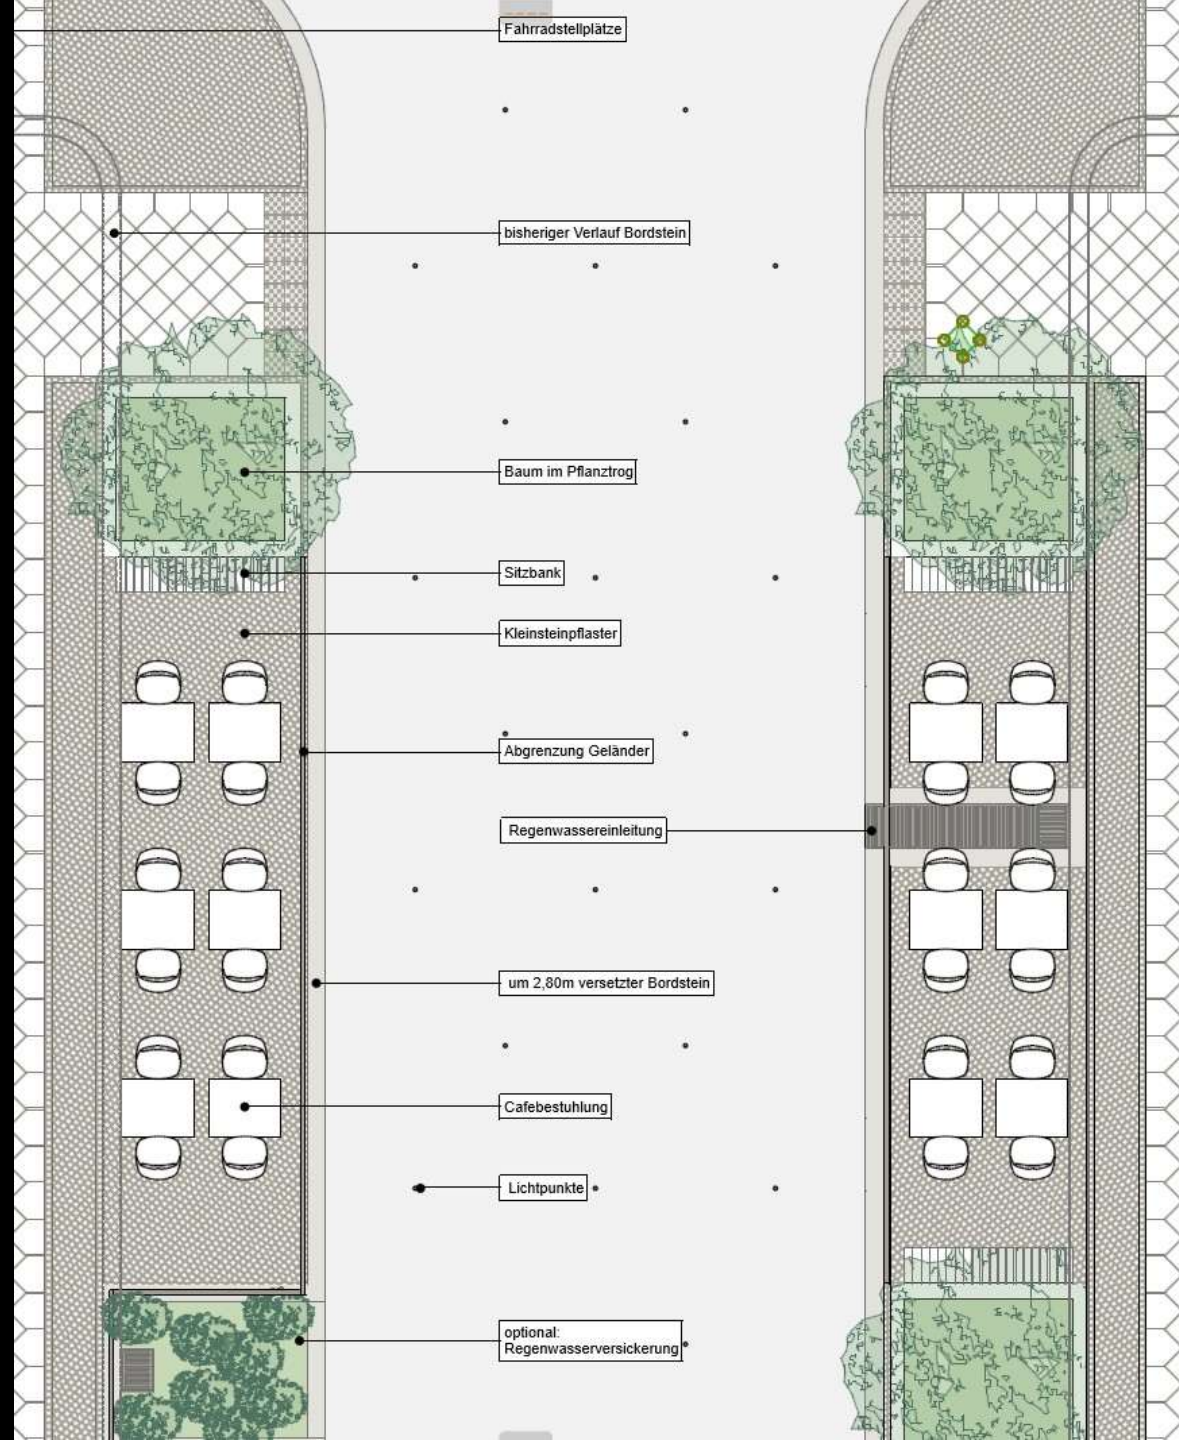 Fahrradstellplätze
bisheriger Verlauf Bordstein
Baum im Pflanztrog
Sitzbank
Kleinsteinpflaster
Abgrenzung Geländer
Regenwassereinleitung
um 2,80m versetzter Bordstein
Cafebestuhlung
Lichtpunkte
optional:
Regenwasserversickerung